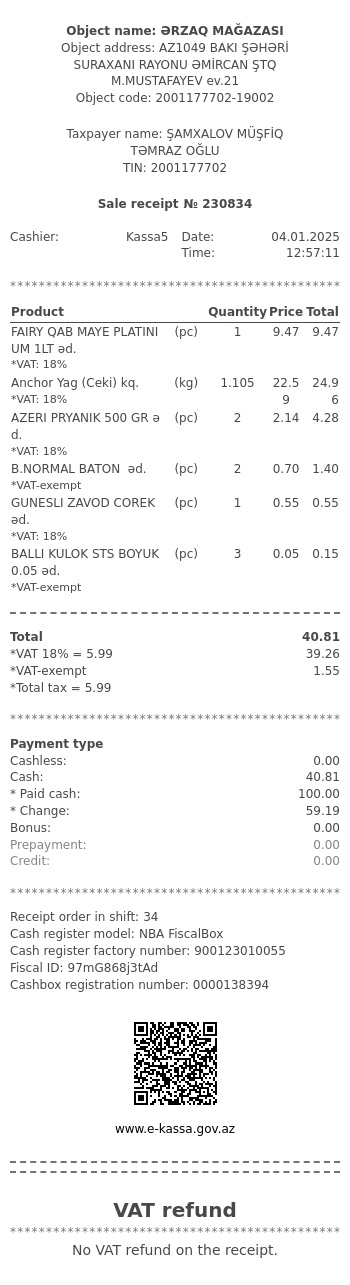 Object name: ƏRZAQ MAĞAZASI
Object address: AZ1049 BAKI ŞƏHƏRİ
SURAXANI RAYONU ƏMİRCAN ŞTQ
M.MUSTAFAYEV ev.21
Object code: 2001177702-19002
Taxpayer name: ŞAMXALOV MÜŞFİQ
TƏMRAZ OĞLU
TIN: 2001177702
Sale receipt № 230834
Cashier: Kassa5 Date: 04.01.2025
Time: 12:57:11
**********************************************
Product Quantity Price Total
FAIRY QAB MAYE PLATINI (pc) 1 9.47 9.47
UM 1LT əd.
*VAT: 18%
Anchor Yag (Ceki) kq. (kg) 1.105 22.5 24.9
*VAT: 18% 9 6
AZERI PRYANIK 500 GR ə (pc) 2 2.14 4.28
d.
*VAT: 18%
B.NORMAL BATON  əd. (pc) 2 0.70 1.40
*VAT-exempt
GUNESLI ZAVOD COREK (pc) 1 0.55 0.55
əd.
*VAT: 18%
BALLI KULOK STS BOYUK (pc) 3 0.05 0.15
0.05 əd.
*VAT-exempt
Total 40.81
*VAT 18% = 5.99 39.26
*VAT-exempt 1.55
*Total tax = 5.99
**********************************************
Payment type
Cashless: 0.00
Cash: 40.81
* Paid cash: 100.00
* Change: 59.19
Bonus: 0.00
Prepayment: 0.00
Credit: 0.00
**********************************************
Receipt order in shift: 34
Cash register model: NBA FiscalBox
Cash register factory number: 900123010055
Fiscal ID: 97mG868j3tAd
Cashbox registration number: 0000138394
www.e-kassa.gov.az
VAT refund
**********************************************
No VAT refund on the receipt.